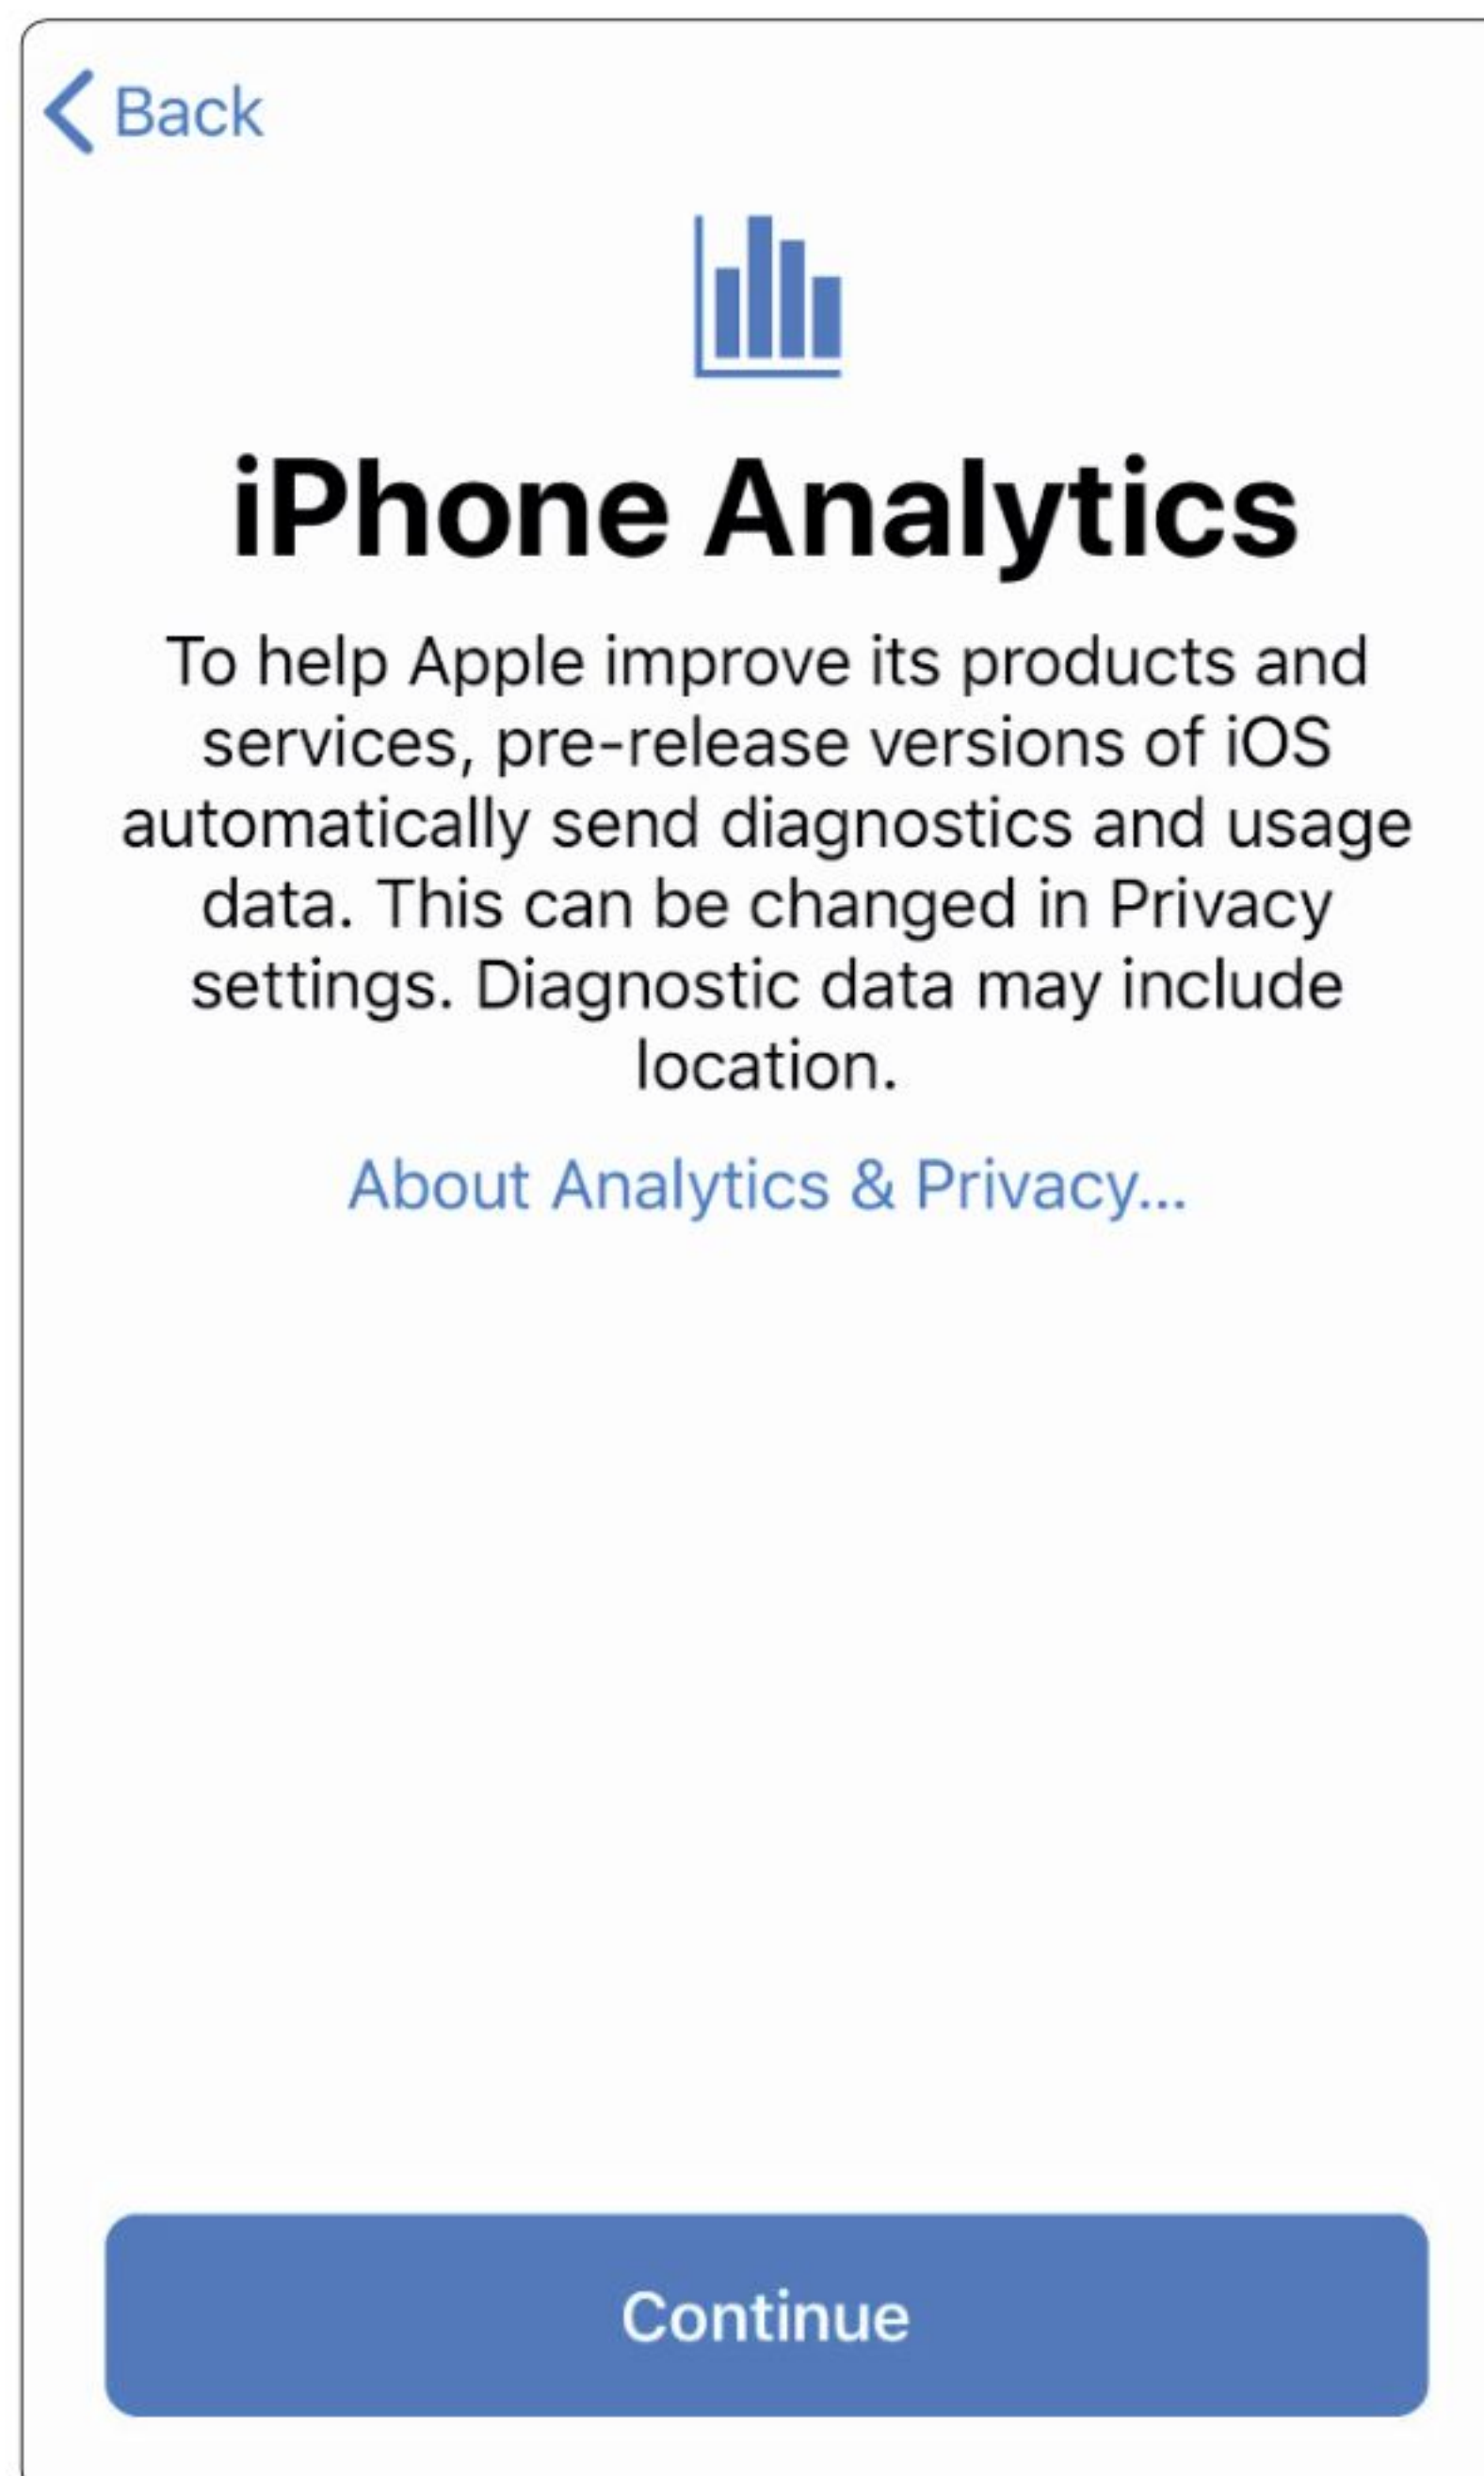 Back
iPhone Analytics
To help Apple improve its products and
services, pre-release versions of iOS
automatically send diagnostics and usage
data. This can be changed in Privacy
settings. Diagnostic data may include
location.
About Analytics & Privacy...
Continue